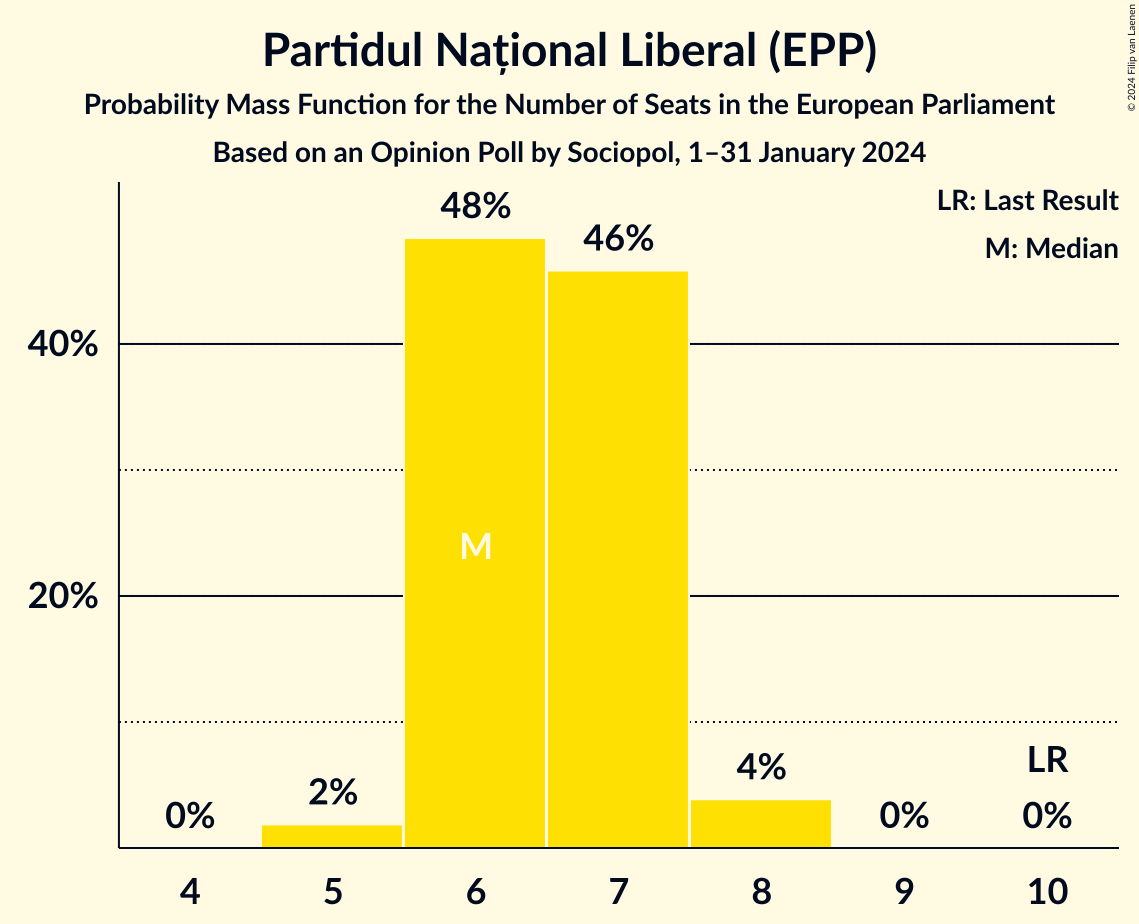 Partidul Național Liberal (EPP)
Probability Mass Function for the Number of Seats in the European Parliament
Based on an Opinion Poll by Sociopol, 1–31 January 2024
© 2024 Filip van Laenen
LR: Last Result
M: Median
48%
46%
40%
M
20%
LR
4%
2%
0%
0%
0%
4 5 6 7 8 9 10